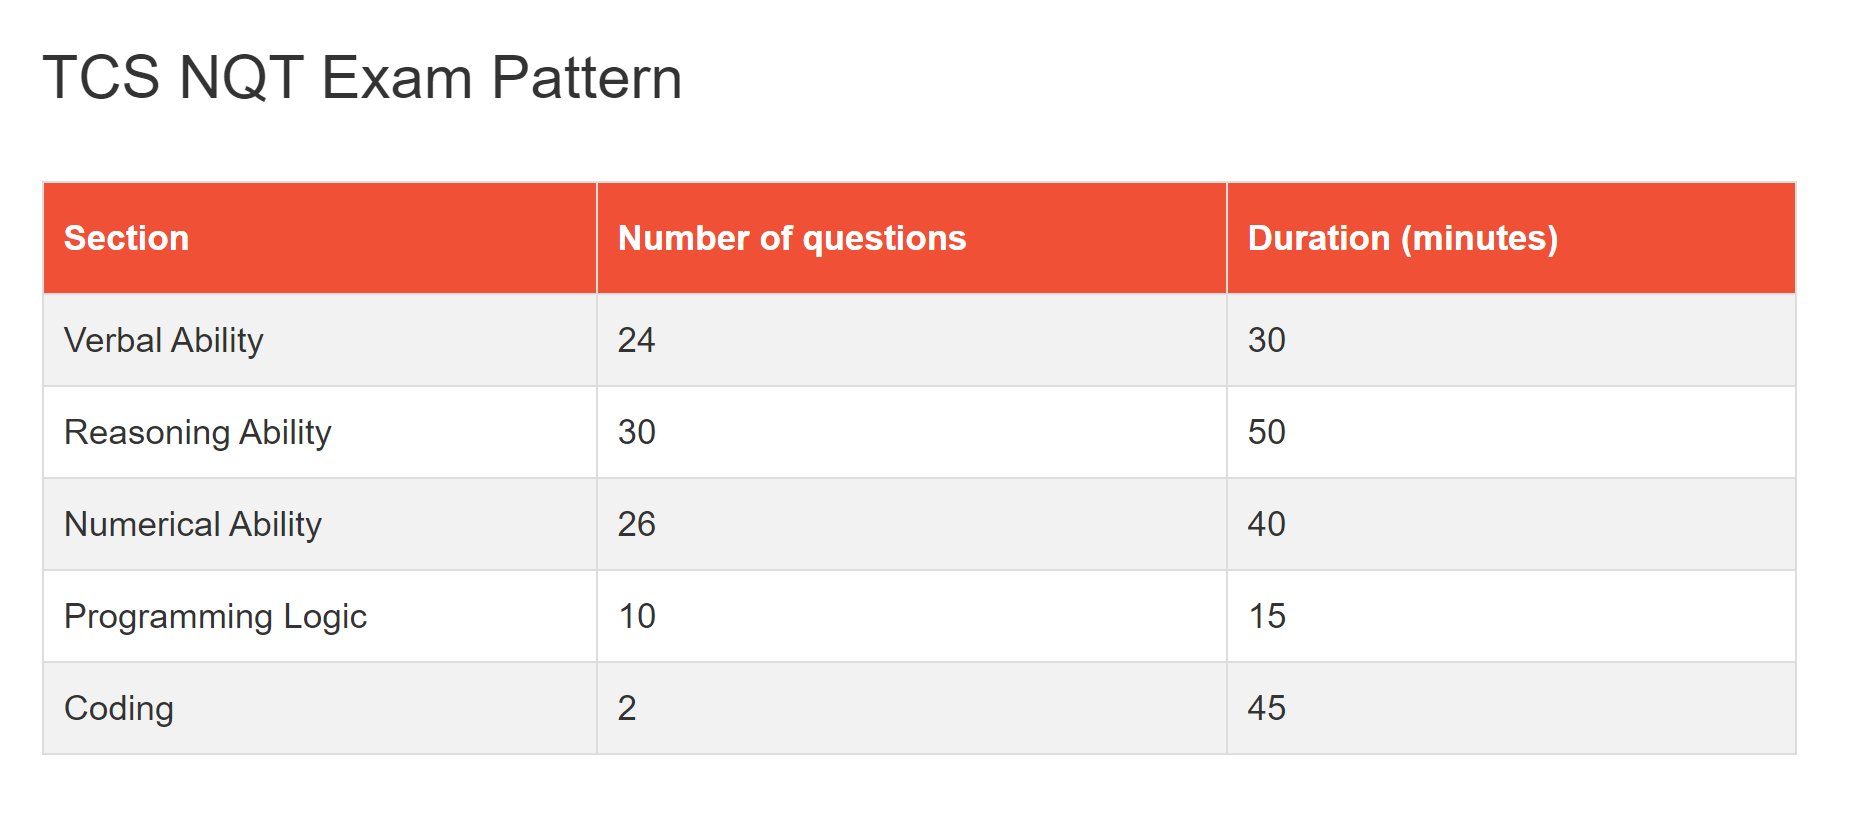 TCS NQT Exam Pattern
Section Number of questions Duration (minutes)
Verbal Ability 24 30
Reasoning Ability 30 50
Numerical Ability 26 40
Programming Logic 10 15
Coding 2 45